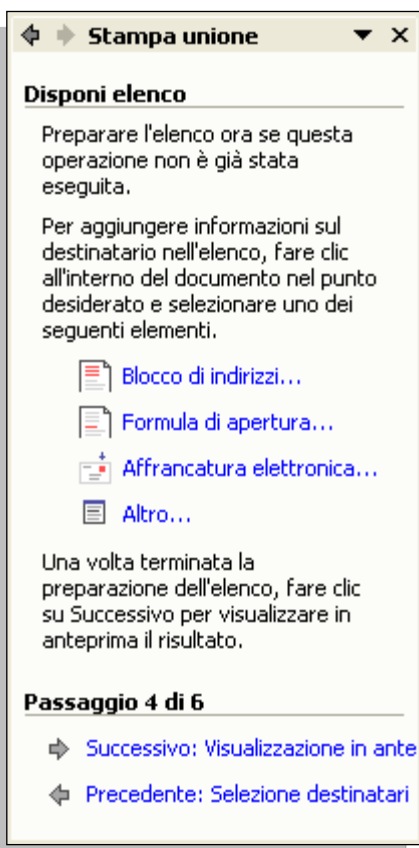 Stampa unione
Disponi elenco
Preparare l'elenco ora se questa
operazione non è già stata
eseguita.
Per aggiungere informazioni sul
destinatario nell'elenco, fare clic
all'interno del documento nel punto
desiderato e selezionare uno dei
seguenti elementi.
Blocco di indirizzi...
Formula di apertura...
Affrancatura elettronica...
Altro...
Una volta terminata la
preparazione dell'elenco, fare clic
su Successivo per visualizzare in
anteprima il risultato.
Passaggio 4 di 6
Successivo: Visualizzazione in ante
Precedente: Selezione destinatari